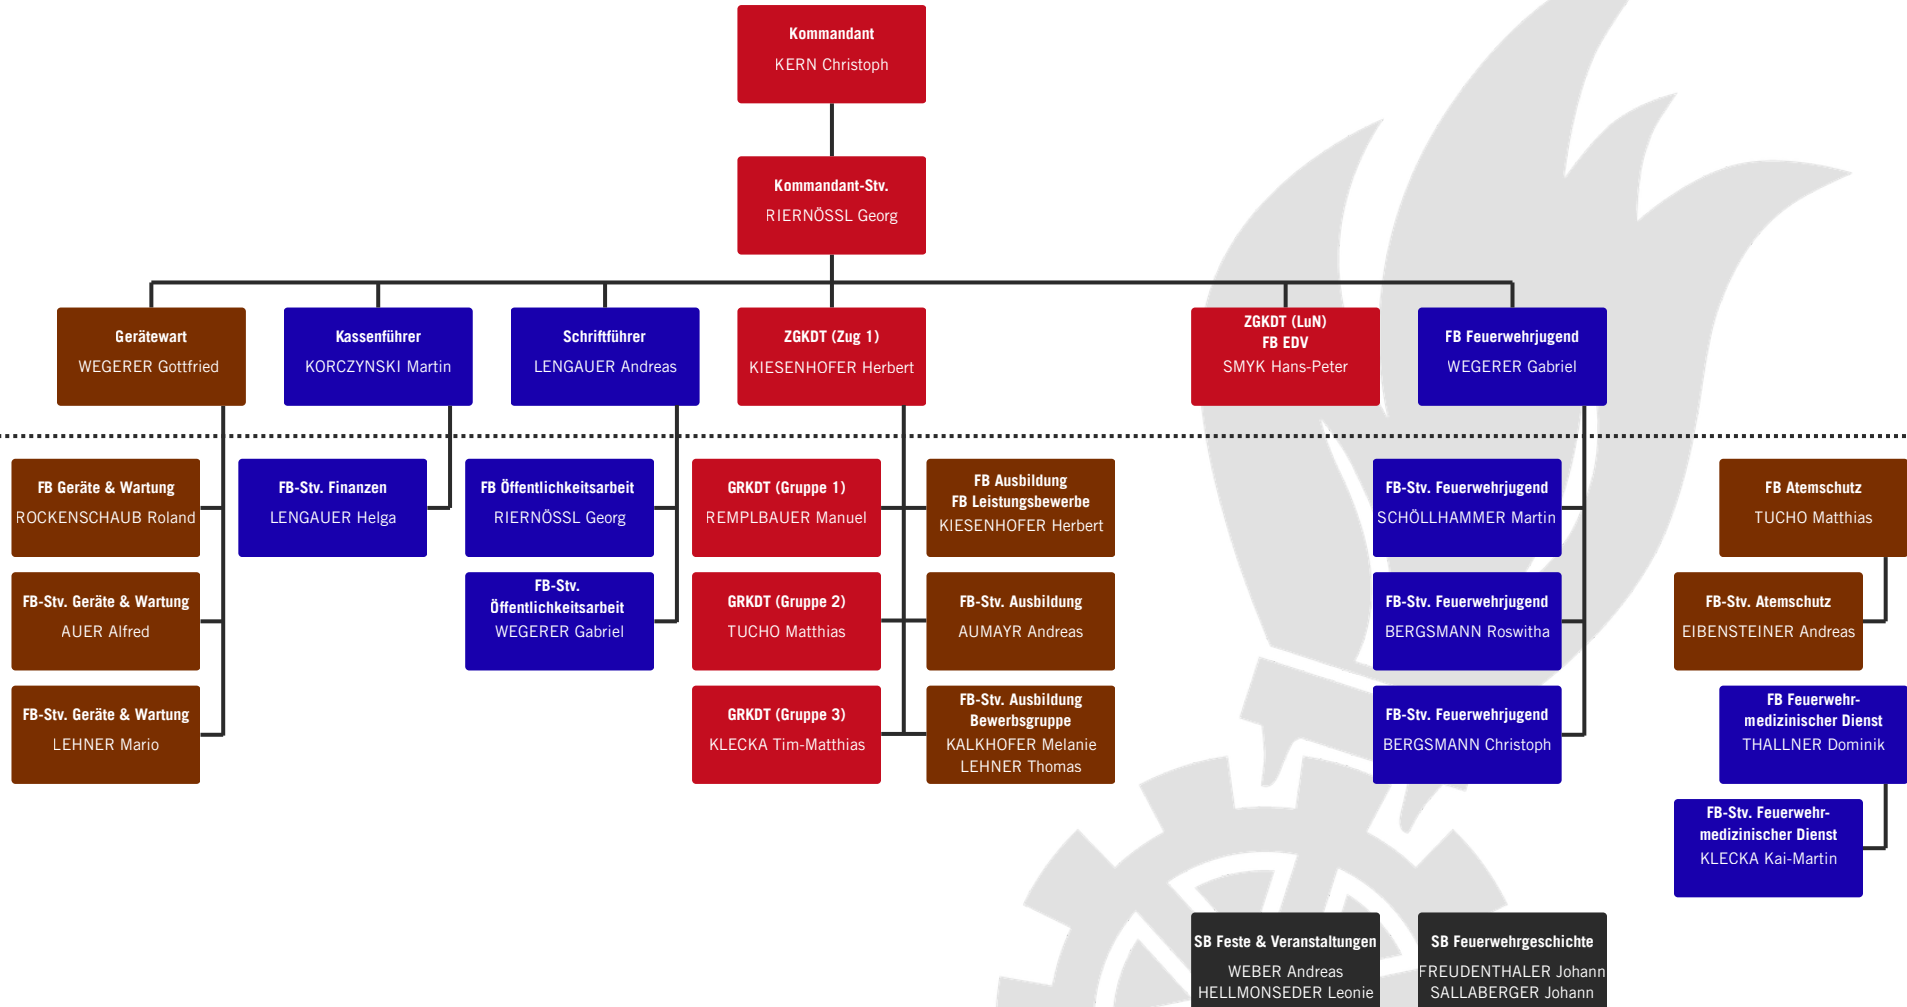 Kommandant
KERN Christoph
Kommandant-Stv.
RIERNÖSSL Georg
Gerätewart
WEGERER Gottfried
Kassenführer
KORCZYNSKI Martin
Schriftführer
LENGAUER Andreas
ZGKDT (Zug 1)
KIESENHOFER Herbert
ZGKDT (LuN)
FB EDV
SMYK Hans-Peter
FB Feuerwehrjugend
WEGERER Gabriel
FB Geräte & Wartung
ROCKENSCHAUB Roland
FB-Stv. Finanzen
LENGAUER Helga
FB Öffentlichkeitsarbeit
RIERNÖSSL Georg
GRKDT (Gruppe 1)
REMPLBAUER Manuel
FB Ausbildung
FB Leistungsbewerbe
KIESENHOFER Herbert
FB-Stv. Feuerwehrjugend
SCHÖLLHAMMER Martin
FB Atemschutz
TUCHO Matthias
FB-Stv. Geräte & Wartung
AUER Alfred
FB-Stv.
Öffentlichkeitsarbeit
WEGERER Gabriel
GRKDT (Gruppe 2)
TUCHO Matthias
FB-Stv. Ausbildung
AUMAYR Andreas
FB-Stv. Feuerwehrjugend
BERGSMANN Roswitha
FB-Stv. Atemschutz
EIBENSTEINER Andreas
FB-Stv. Geräte & Wartung
LEHNER Mario
GRKDT (Gruppe 3)
KLECKA Tim-Matthias
FB-Stv. Ausbildung
Bewerbsgruppe
KALKHOFER Melanie
LEHNER Thomas
FB-Stv. Feuerwehrjugend
BERGSMANN Christoph
FB Feuerwehr-
medizinischer Dienst
THALLNER Dominik
FB-Stv. Feuerwehr-
medizinischer Dienst
KLECKA Kai-Martin
SB Feste & Veranstaltungen
WEBER Andreas
HELLMONSEDER Leonie
SB Feuerwehrgeschichte
FREUDENTHALER Johann
SALLABERGER Johann